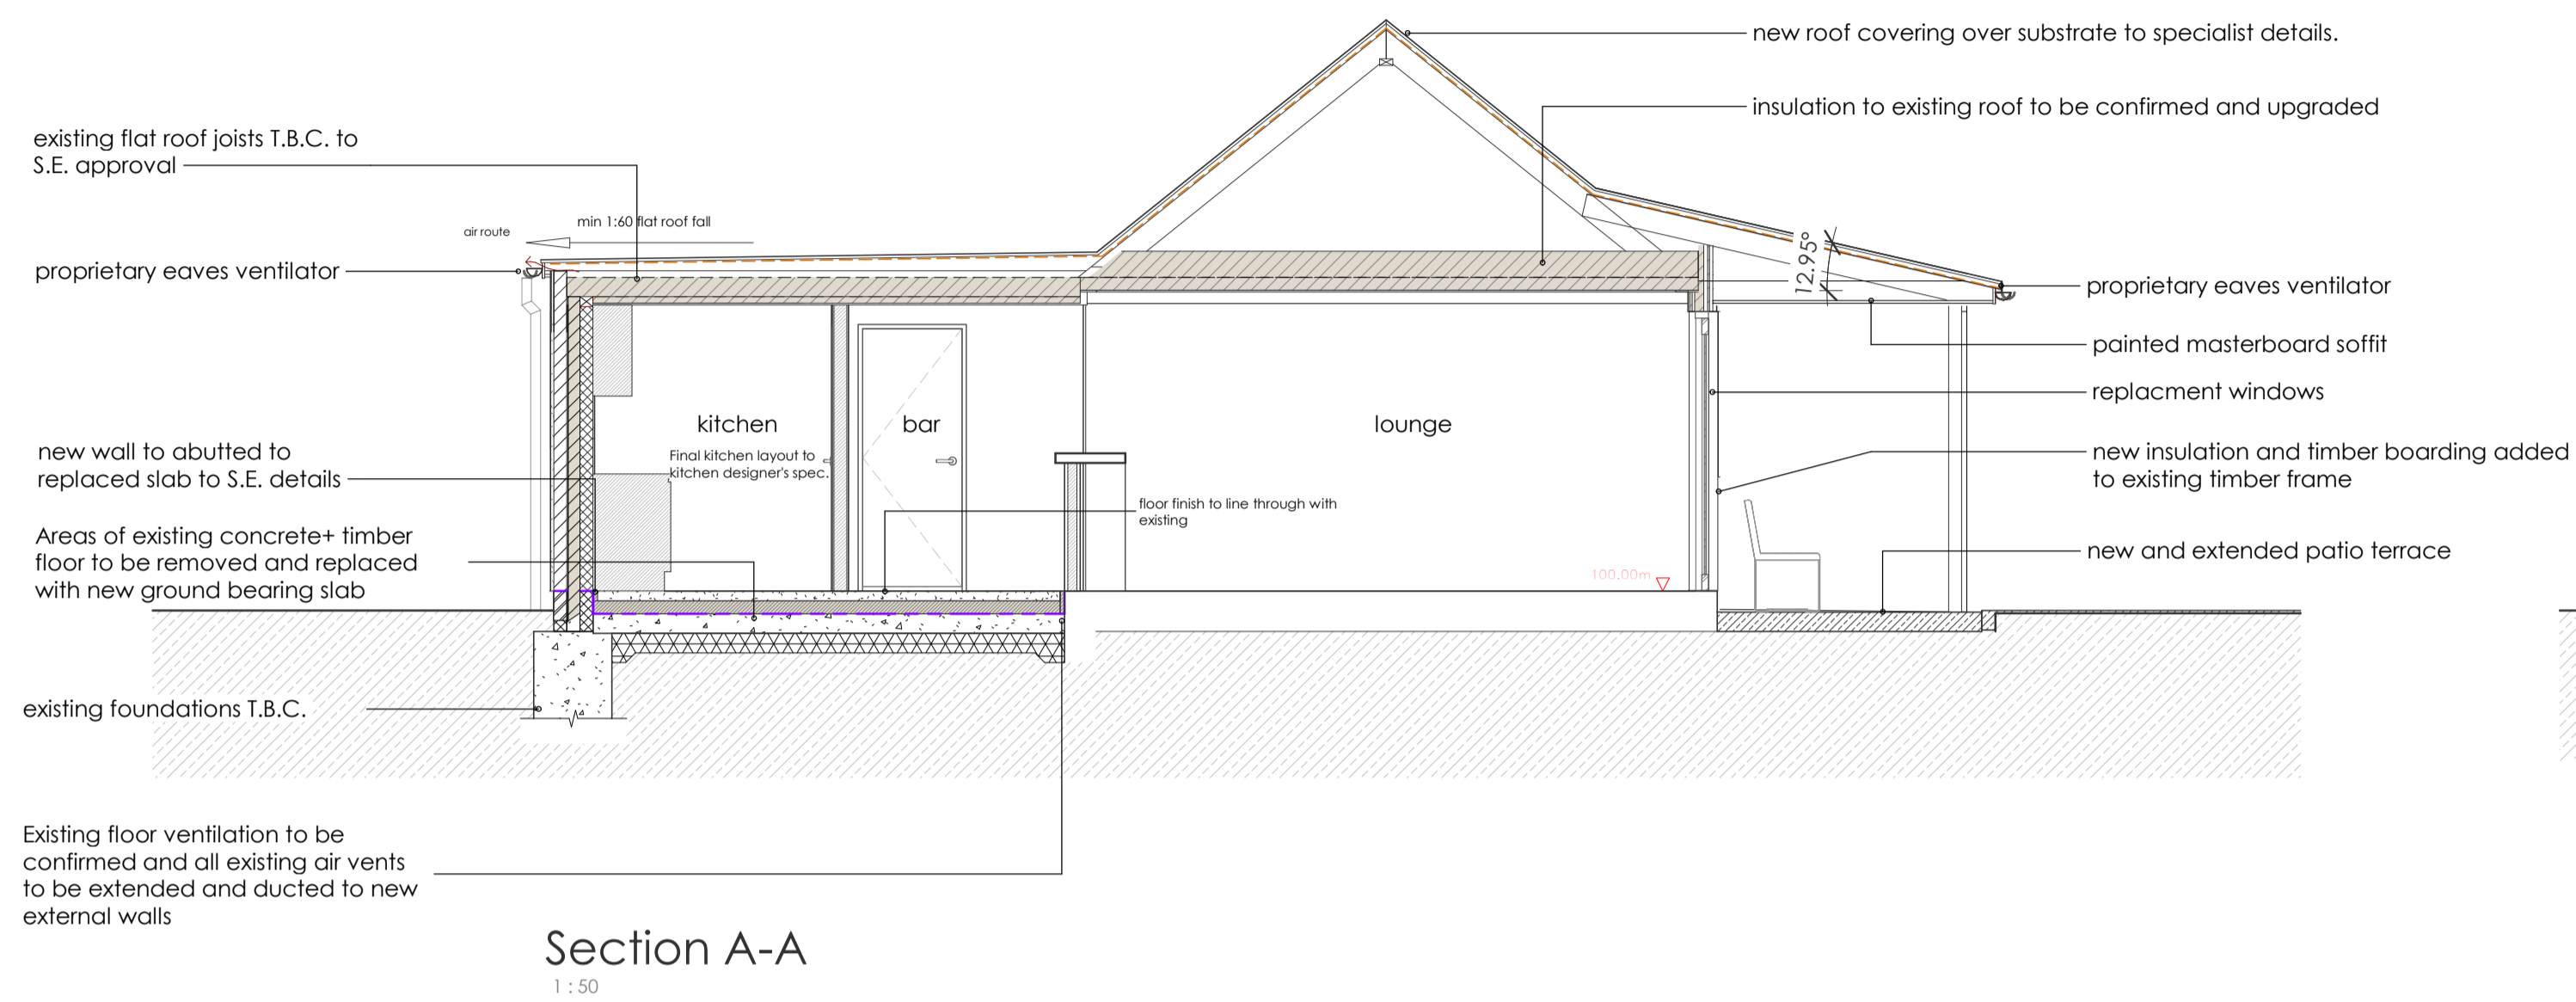 new roof covering over substrate to specialist details.
insulation to existing roof to be confirmed and upgraded
existing flat roof joists T.B.C. to
S.E. approval
min 1:60 flat roof fall
air route
proprietary eaves ventilator
12.95°
proprietary eaves ventilator
painted masterboard soffit
replacment windows
kitchen
bar
lounge
Final kitchen layout to
kitchen designer's spec.
new wall to abutted to
replaced slab to S.E. details
new insulation and timber boarding added
to existing timber frame
floor finish to line through with
existing
Areas of existing concrete+ timber
floor to be removed and replaced
with new ground bearing slab
new and extended patio terrace
100.00m
existing foundations T.B.C.
Existing floor ventilation to be
confirmed and all existing air vents
to be extended and ducted to new
external walls
Section A-A
1 : 50